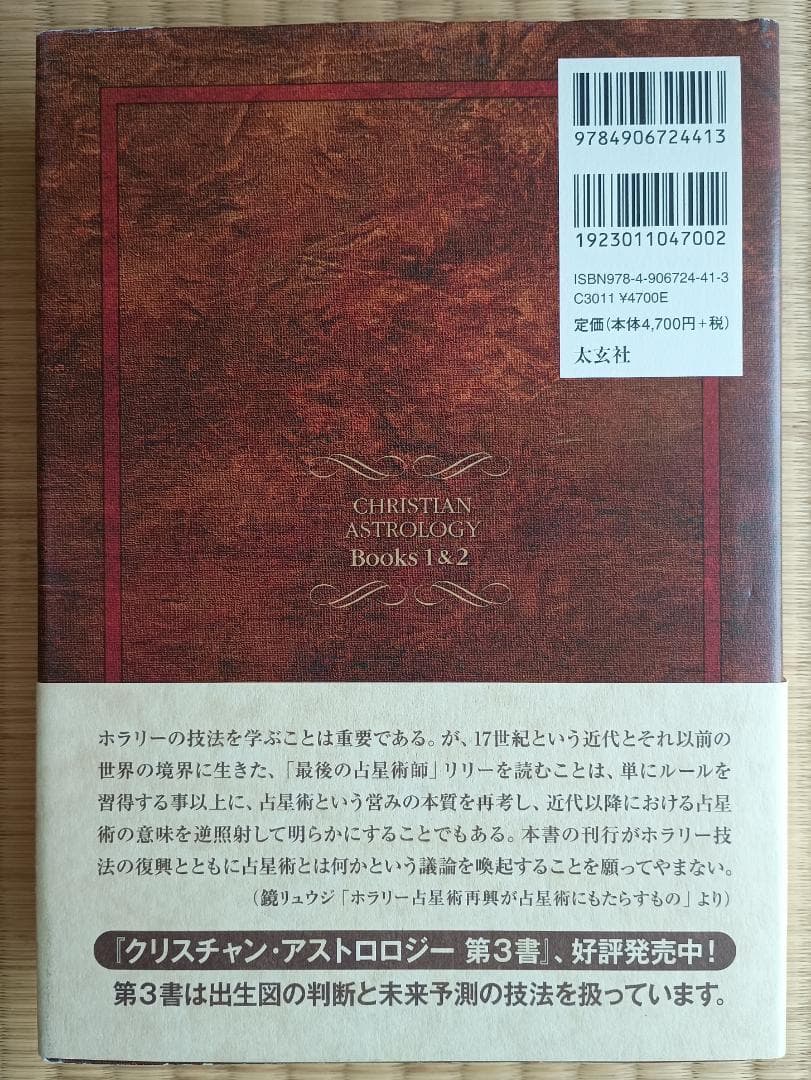 9784906724413
1923011047002
ISBN978-4-906724-41-3
C3011 ¥4700E
定価(本体4,700円+税)
太玄社
CHRISTIAN
ASTROLOGY
Books 1 & 2
ホラリーの技法を学ぶことは重要である。が、17世紀という近代とそれ以前の
世界の境界に生きた、「最後の占星術師」リリーを読むことは、単にルールを
習得する事以上に、占星術という営みの本質を再考し、近代以降における占星
術の意味を逆照射して明らかにすることでもある。本書の刊行がホラリー技
法の復興とともに占星術とは何かという議論を喚起することを願ってやまない。
(鏡リュウジ「ホラリー占星術再興が占星術にもたらすもの」より)
『クリスチャン・アストロロジー 第3書』、好評発売中!
第3書は出生図の判断と未来予測の技法を扱っています。